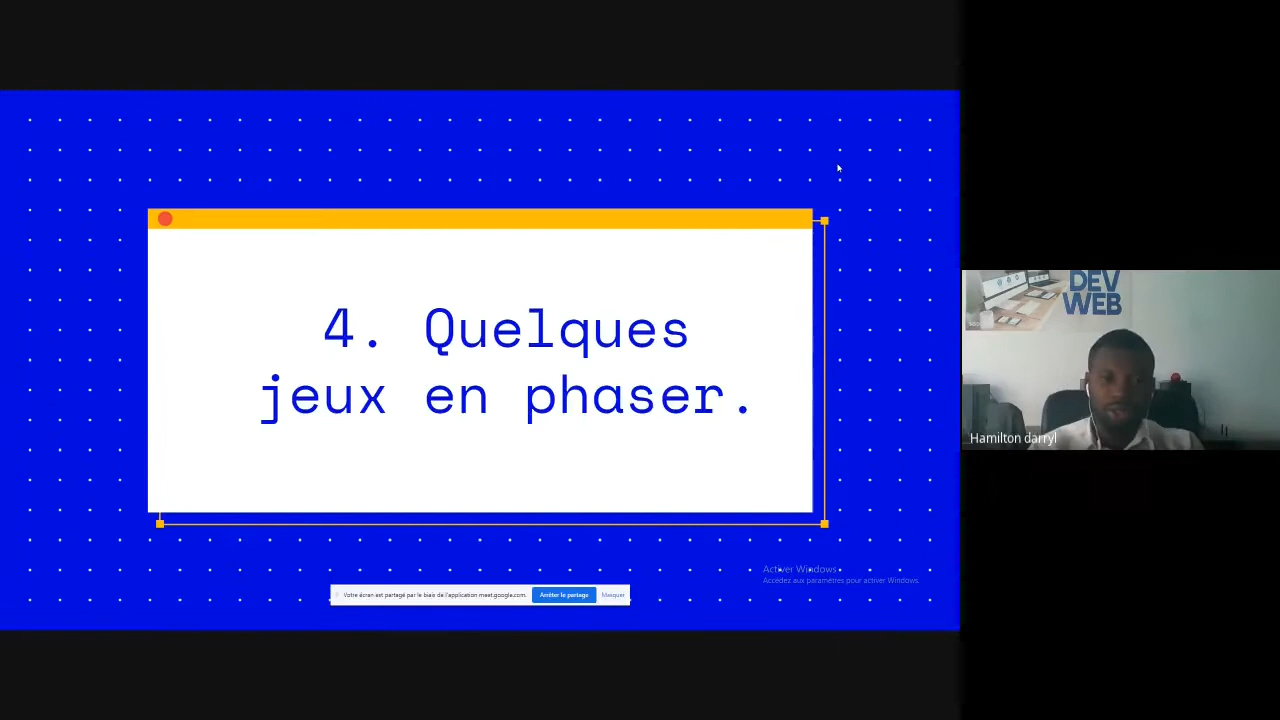 4. Quelques
jeux en phaser.
Activer Windows
Accédez aux paramètres pour activer Windows.
Votre écran est partagé par le biais de l'application meet.google.com.
Arrêter le partage
Masquer
DEV
WEB
Hamilton darryl